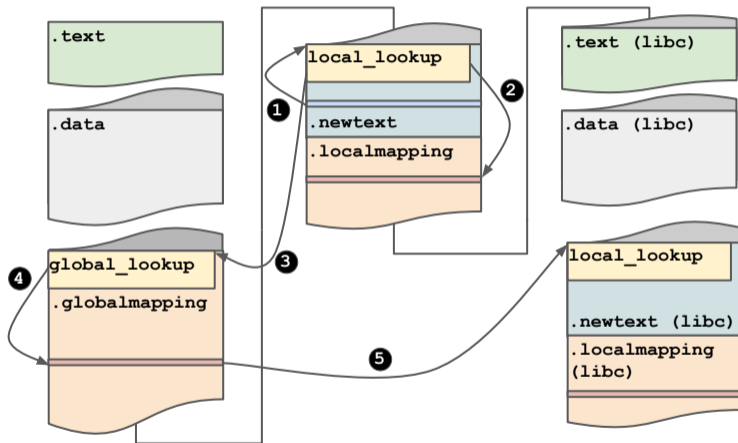 .text
.data
global_lookup
.globalmapping
4
local_lookup
1
2
.newtext
.localmapping
3
5
.text (libc)
.data (libc)
local_lookup
.newtext (libc)
.localmapping
(libc)